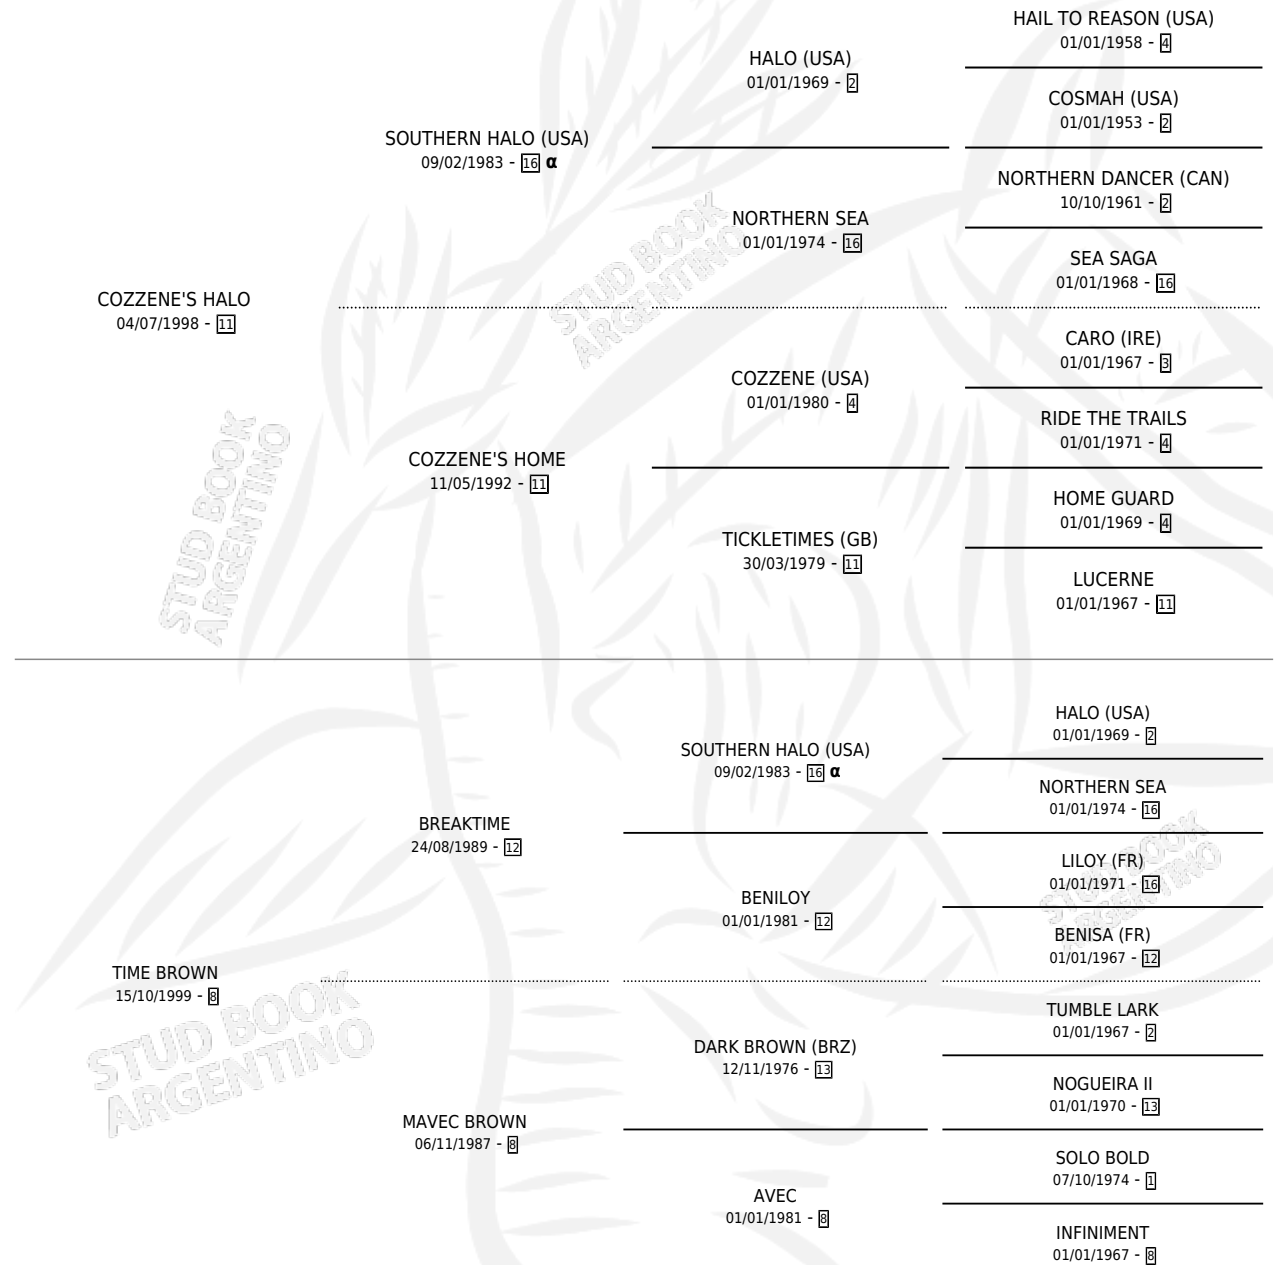 HAIL TO REASON (USA)
01/01/1958 - 4
HALO (USA)
01/01/1969 - 2
COSMAH (USA)
01/01/1953 - 2
SOUTHERN HALO (USA)
09/02/1983 - 16 α
NORTHERN DANCER (CAN)
10/10/1961 - 2
NORTHERN SEA
01/01/1974 - 16
SEA SAGA
01/01/1968 - 16
STUD BOOK
ARGENTINO
COZZENE'S HALO
04/07/1998 - 11
CARO (IRE)
01/01/1967 - 3
COZZENE (USA)
01/01/1980 - 4
RIDE THE TRAILS
01/01/1971 - 4
COZZENE'S HOME
11/05/1992 - 11
HOME GUARD
01/01/1969 - 4
TICKLETIMES (GB)
30/03/1979 - 11
LUCERNE
01/01/1967 - 11
STUD BOOK
ARGENTINO
HALO (USA)
01/01/1969 - 2
SOUTHERN HALO (USA)
09/02/1983 - 16 α
NORTHERN SEA
01/01/1974 - 16
BREAKTIME
24/08/1989 - 12
LILOY (FR)
01/01/1971 - 16
BENILOY
01/01/1981 - 12
BENISA (FR)
01/01/1967 - 12
STUD BOOK
ARGENTINO
TIME BROWN
15/10/1999 - 8
TUMBLE LARK
01/01/1967 - 2
DARK BROWN (BRZ)
12/11/1976 - 13
NOGUEIRA II
01/01/1970 - 13
STUD BOOK
ARGENTINO
MAVEC BROWN
06/11/1987 - 8
SOLO BOLD
07/10/1974 - 1
AVEC
01/01/1981 - 8
INFINIMENT
01/01/1967 - 8